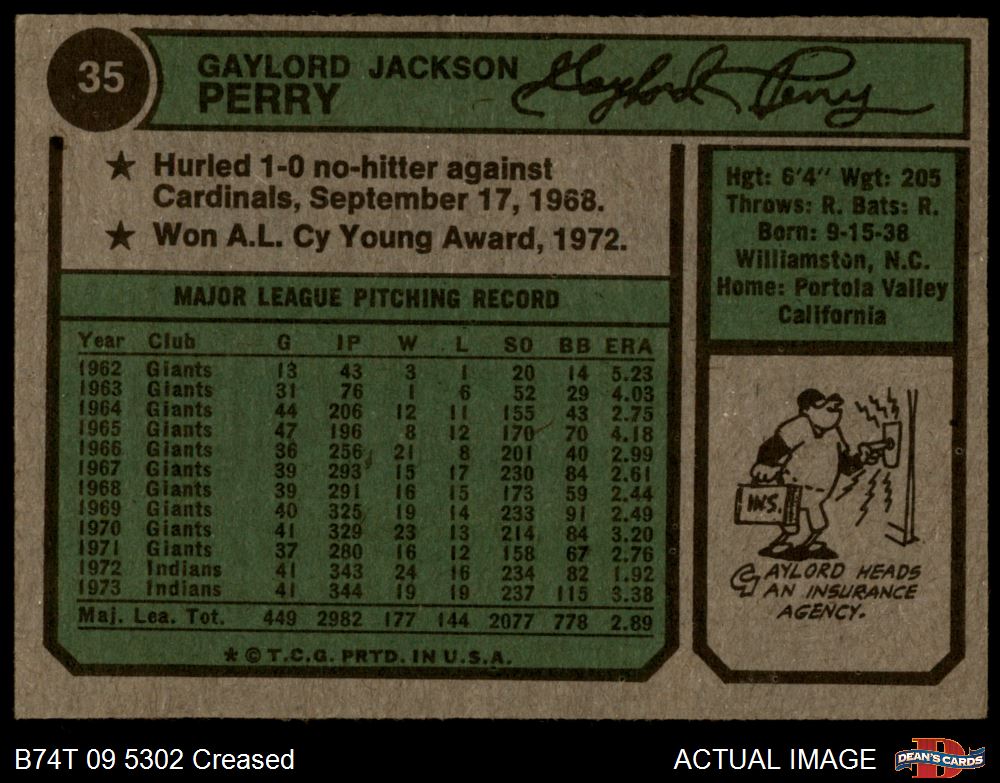 35
GAYLORD JACKSON
PERRY
Gaylord Perry
★ Hurled 1-0 no-hitter against
Cardinals, September 17, 1968.
★ Won A.L. Cy Young Award, 1972.
MAJOR LEAGUE PITCHING RECORD
Year Club G IP W L SO BB ERA
1962 Giants 13 43 3 1 20 14 5.23
1963 Giants 31 76 1 6 52 29 4.03
1964 Giants 44 206 12 11 155 43 2.75
1965 Giants 47 196 8 12 170 70 4.18
1966 Giants 36 256 21 8 201 40 2.99
1967 Giants 39 293 15 17 230 84 2.61
1968 Giants 39 291 16 15 173 59 2.44
1969 Giants 40 325 19 14 233 91 2.49
1970 Giants 41 329 23 13 214 84 3.20
1971 Giants 37 280 16 12 158 67 2.76
1972 Indians 41 343 24 16 234 82 1.92
1973 Indians 41 344 19 19 237 115 3.38
Maj. Lea. Tot. 449 2982 177 144 2077 778 2.89
★ © T.C.G. PRTD. IN U.S.A.
Hgt: 6'4" Wgt: 205
Throws: R. Bats: R.
Born: 9-15-38
Williamston, N.C.
Home: Portola Valley
California
INS.
GAYLORD HEADS
AN INSURANCE
AGENCY.
B74T 09 5302 Creased
ACTUAL IMAGE
DEAN'S CARDS